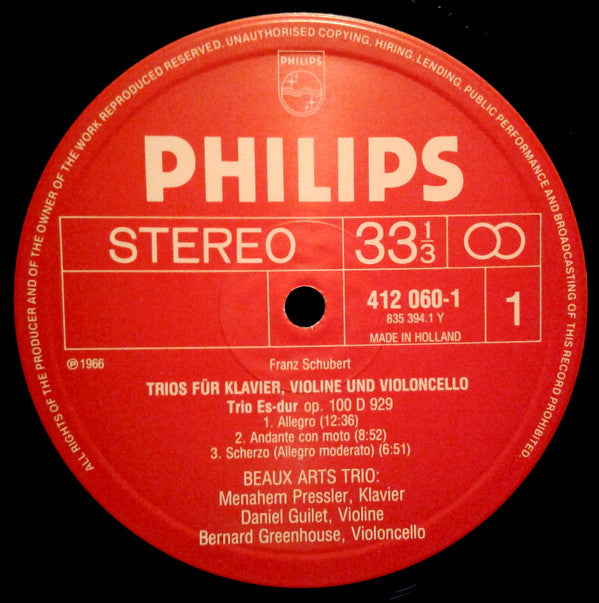 ALL RIGHTS OF THE PRODUCER AND OF THE OWNER OF THE WORK REPRODUCED RESERVED. UNAUTHORISED COPYING, HIRING, LENDING, PUBLIC PERFORMANCE AND BROADCASTING OF THIS RECORD PROHIBITED.
PHILIPS
PHILIPS
STEREO 33 1/3
412 060-1 1
835 394.1 Y
MADE IN HOLLAND
℗ 1966
Franz Schubert
TRIOS FÜR KLAVIER, VIOLINE UND VIOLONCELLO
Trio Es-dur op. 100 D 929
1. Allegro (12:36)
2. Andante con moto (8:52)
3. Scherzo (Allegro moderato) (6:51)
BEAUX ARTS TRIO:
Menahem Pressler, Klavier
Daniel Guilet, Violine
Bernard Greenhouse, Violoncello